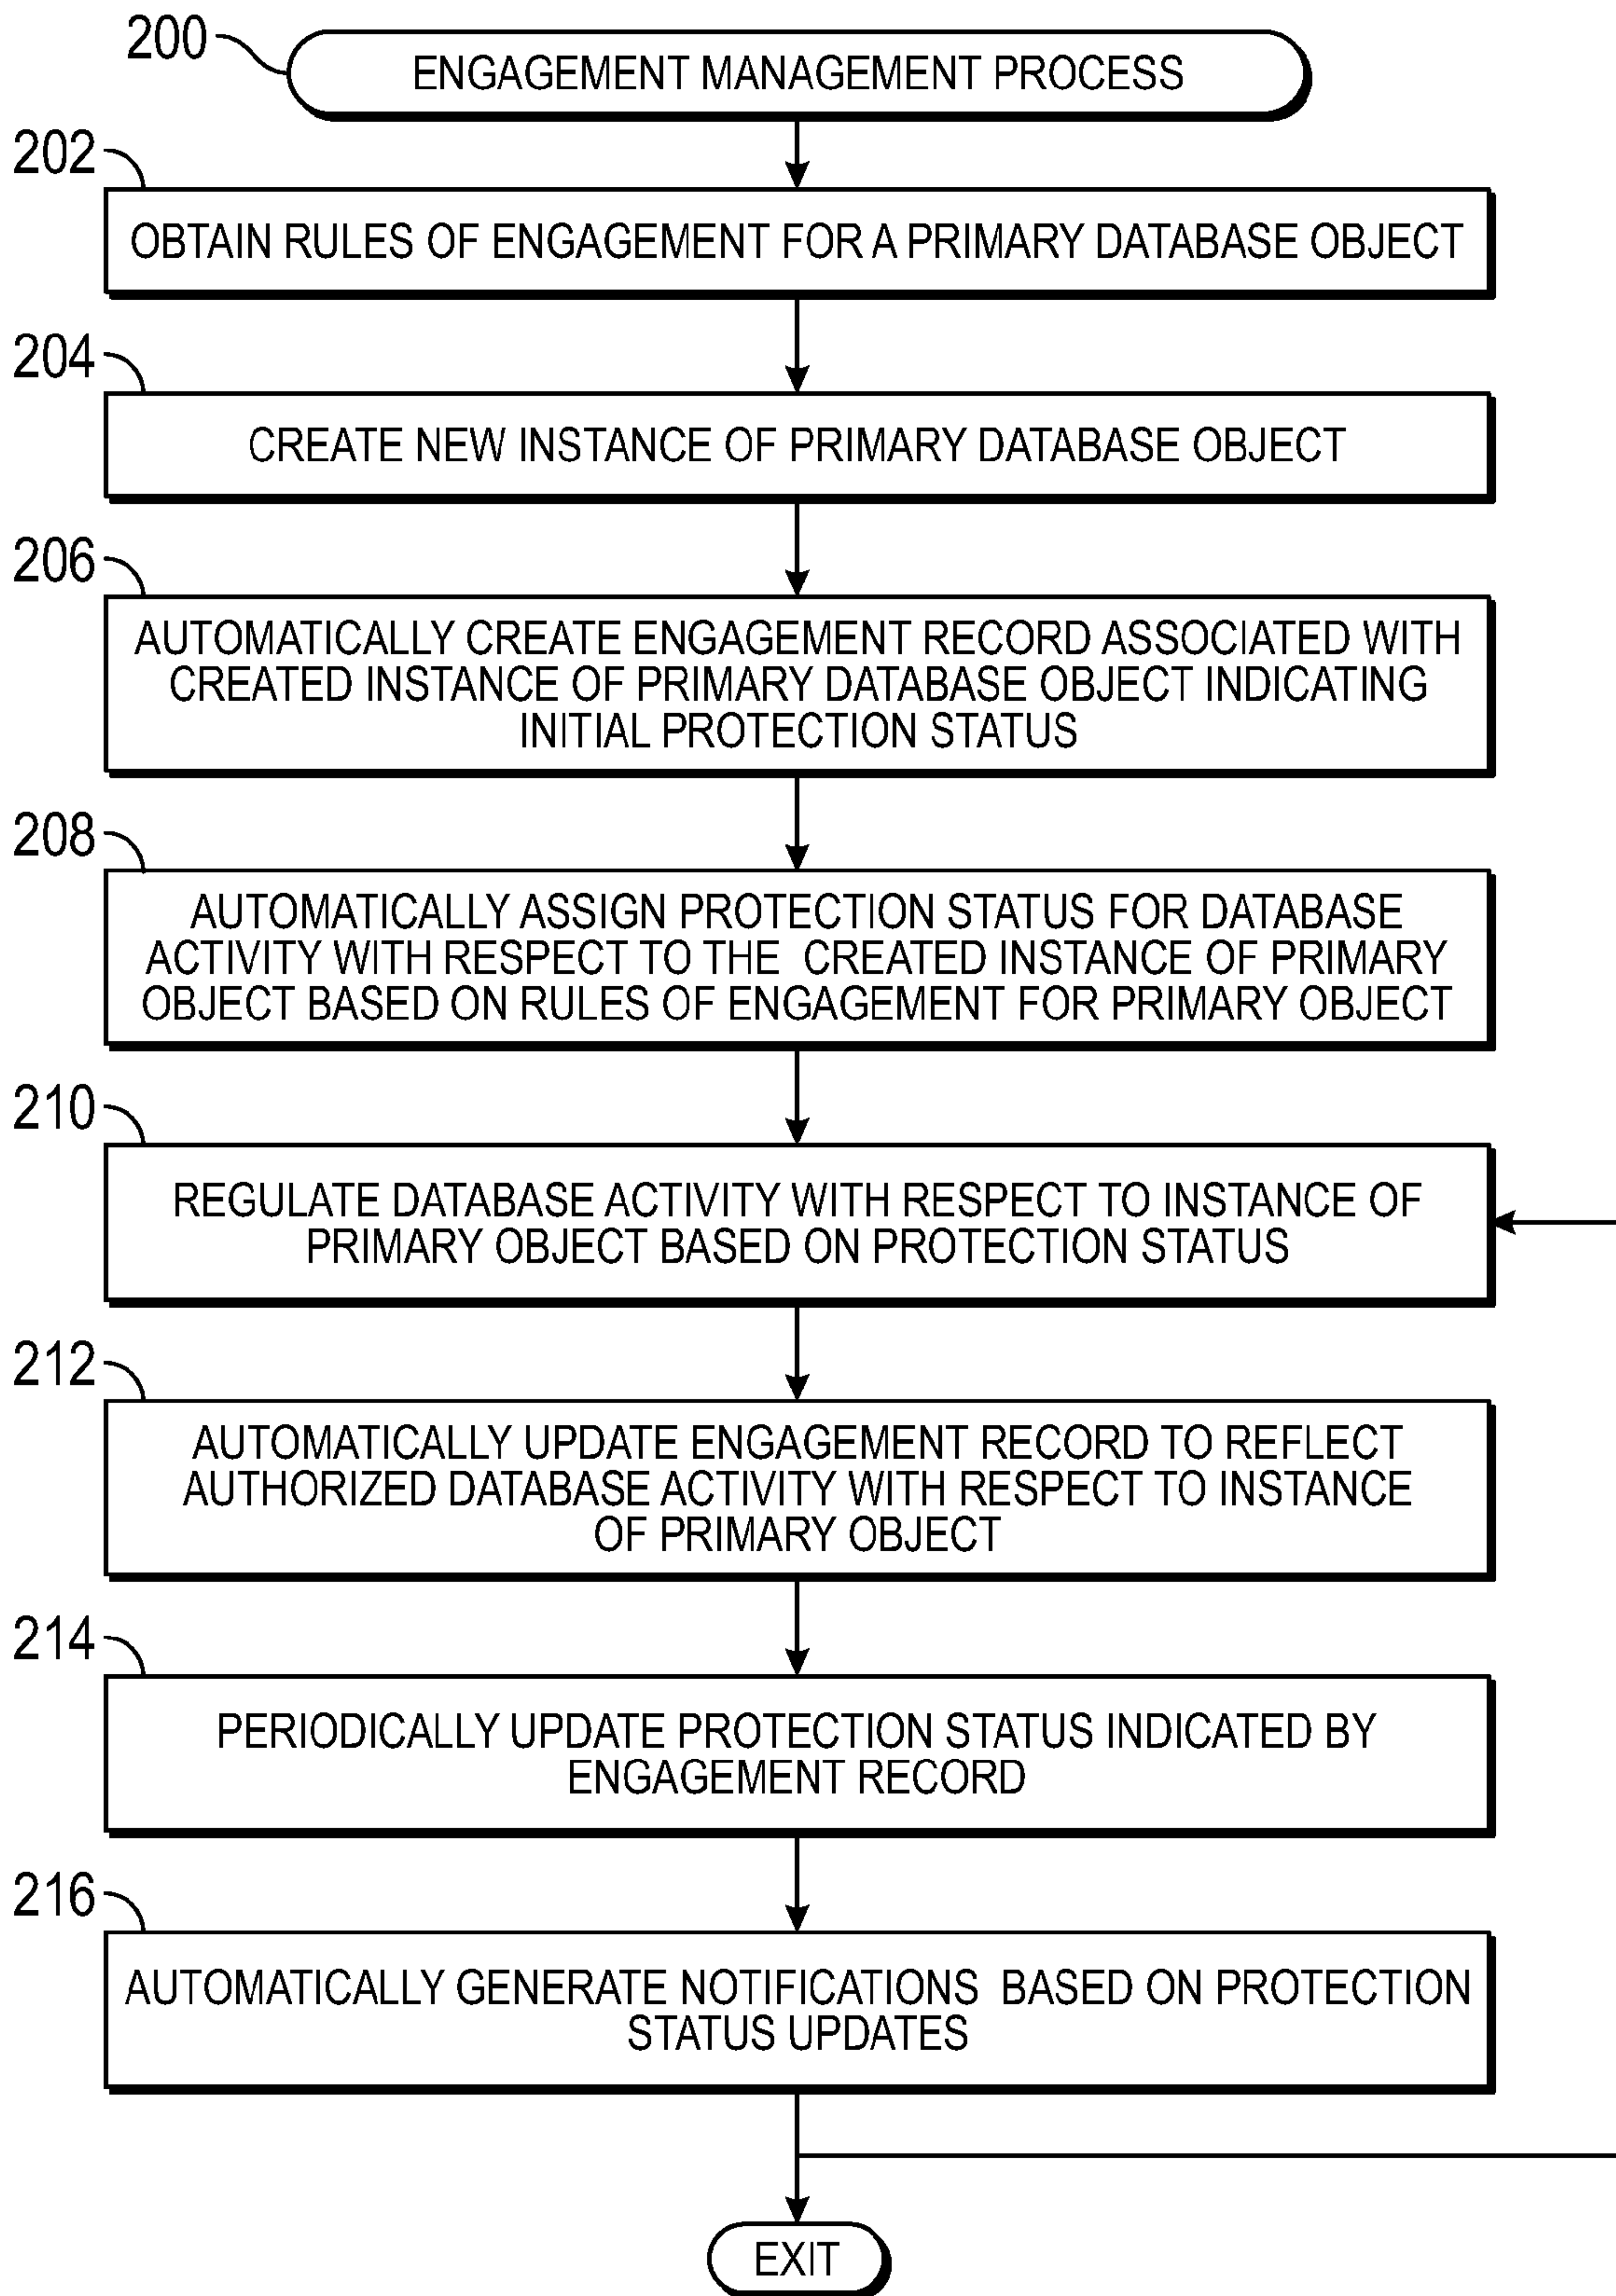 200
ENGAGEMENT MANAGEMENT PROCESS
202
OBTAIN RULES OF ENGAGEMENT FOR A PRIMARY DATABASE OBJECT
204
CREATE NEW INSTANCE OF PRIMARY DATABASE OBJECT
206
AUTOMATICALLY CREATE ENGAGEMENT RECORD ASSOCIATED WITH
CREATED INSTANCE OF PRIMARY DATABASE OBJECT INDICATING
INITIAL PROTECTION STATUS
208
AUTOMATICALLY ASSIGN PROTECTION STATUS FOR DATABASE
ACTIVITY WITH RESPECT TO THE CREATED INSTANCE OF PRIMARY
OBJECT BASED ON RULES OF ENGAGEMENT FOR PRIMARY OBJECT
210
REGULATE DATABASE ACTIVITY WITH RESPECT TO INSTANCE OF
PRIMARY OBJECT BASED ON PROTECTION STATUS
212
AUTOMATICALLY UPDATE ENGAGEMENT RECORD TO REFLECT
AUTHORIZED DATABASE ACTIVITY WITH RESPECT TO INSTANCE
OF PRIMARY OBJECT
214
PERIODICALLY UPDATE PROTECTION STATUS INDICATED BY
ENGAGEMENT RECORD
216
AUTOMATICALLY GENERATE NOTIFICATIONS BASED ON PROTECTION
STATUS UPDATES
EXIT